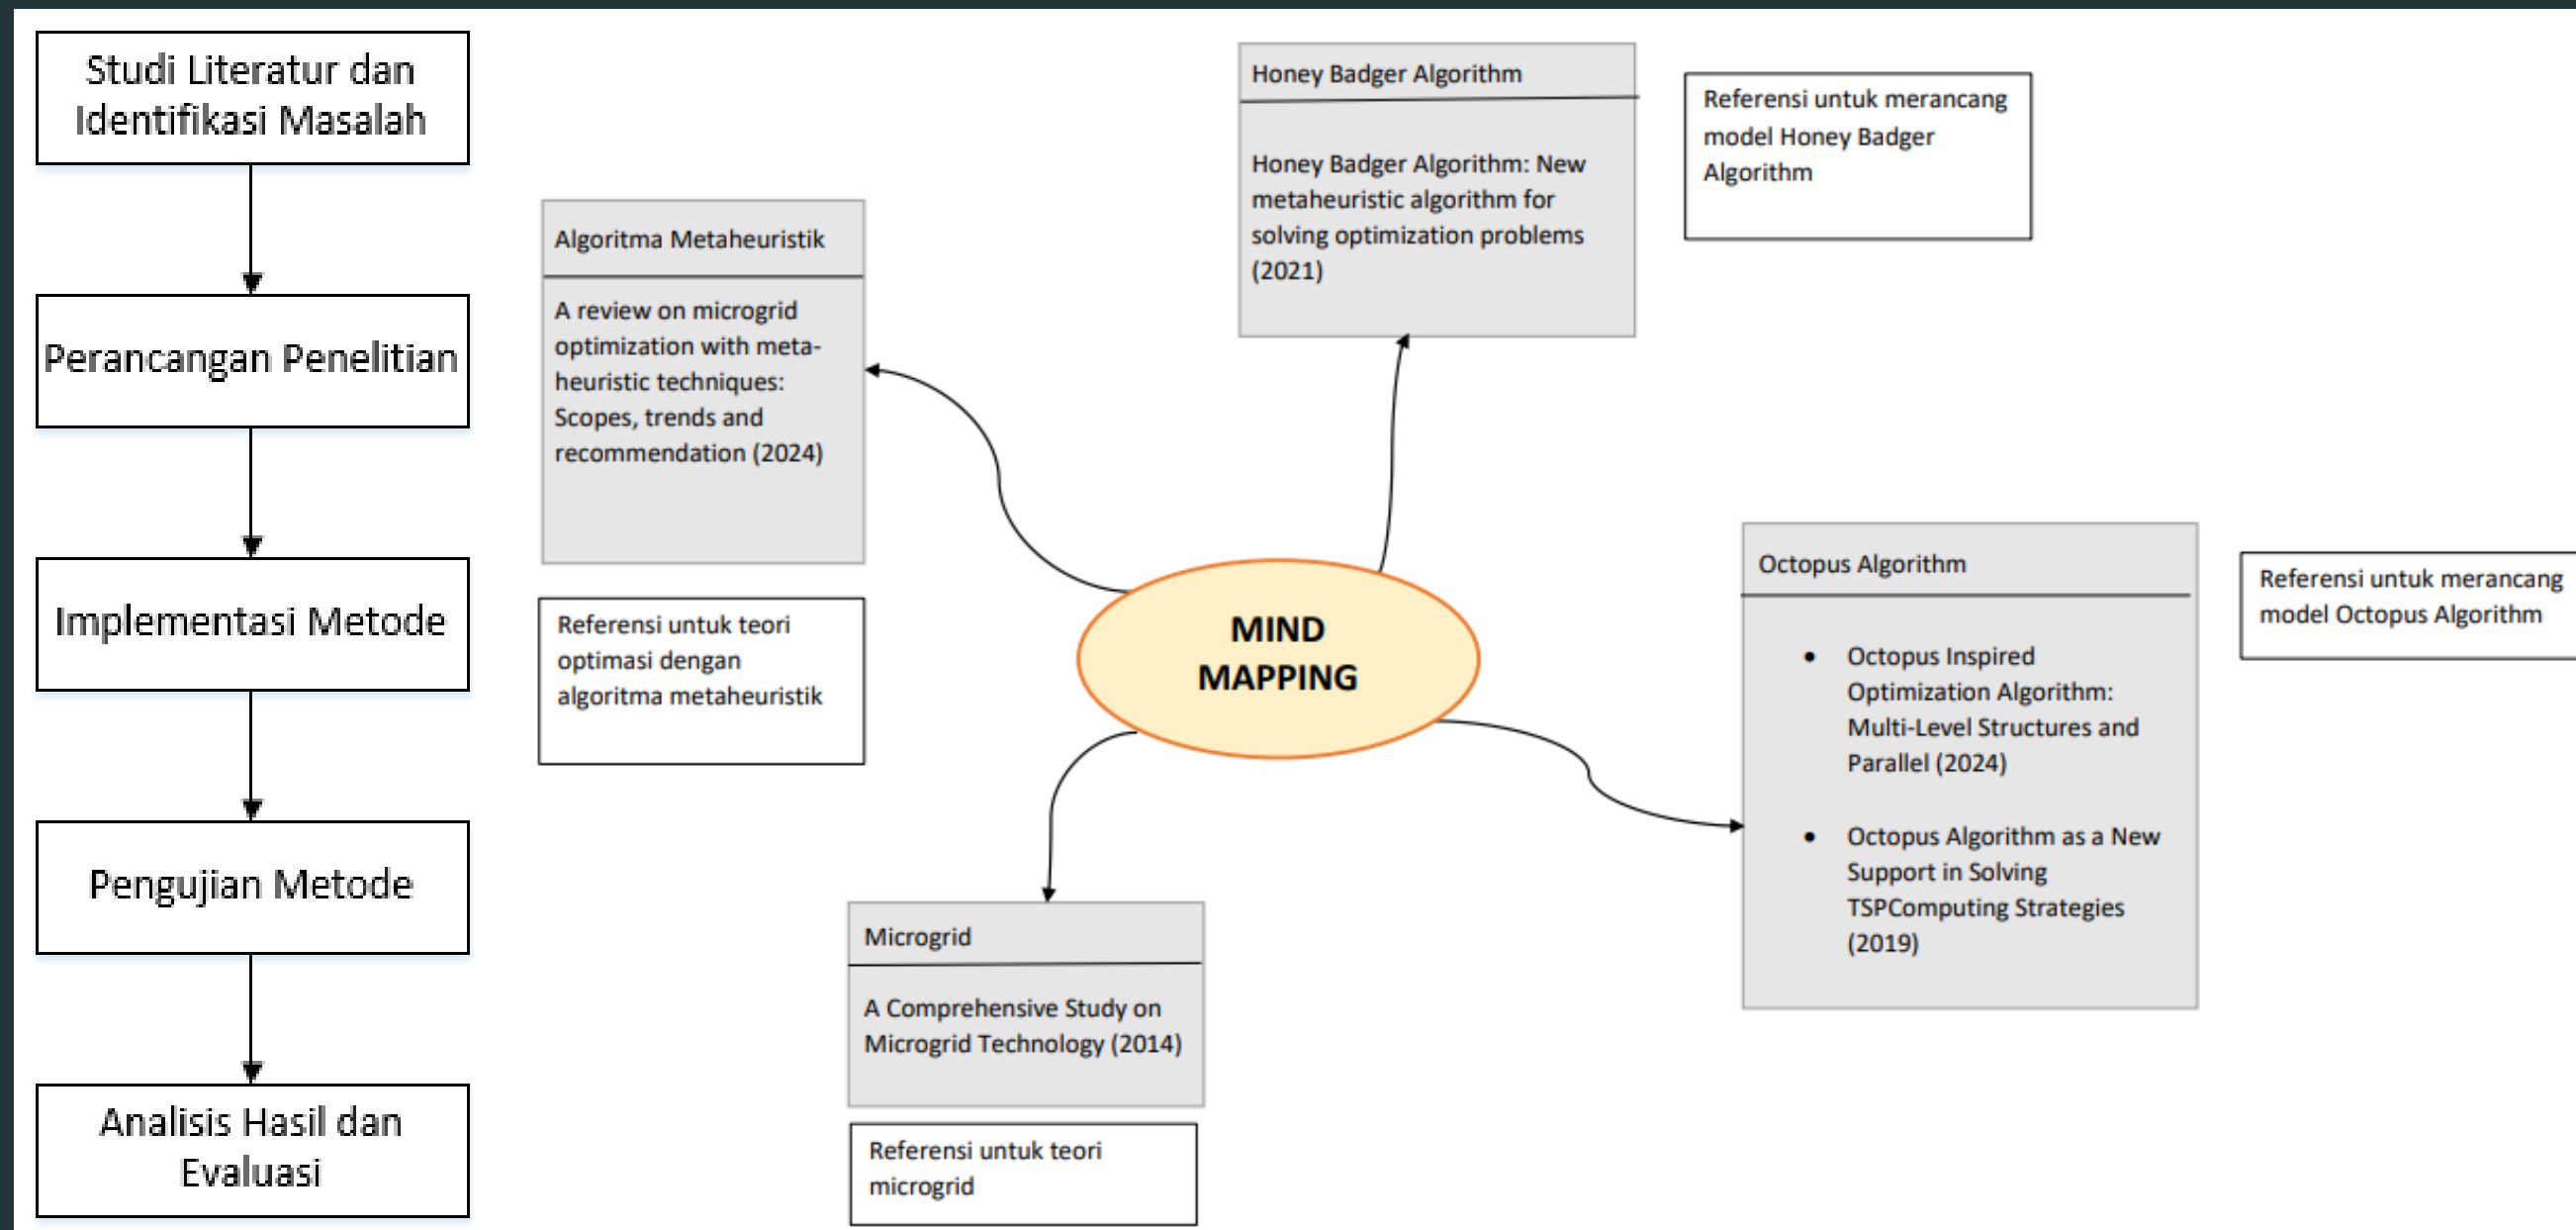 Studi Literatur dan
Identifikasi Masalah
Perancangan Penelitian
Implementasi Metode
Pengujian Metode
Analisis Hasil dan
Evaluasi
Algoritma Metaheuristik
A review on microgrid
optimization with meta-
heuristic techniques:
Scopes, trends and
recommendation (2024)
Referensi untuk teori
optimasi dengan
algoritma metaheuristik
Honey Badger Algorithm
Honey Badger Algorithm: New
metaheuristic algorithm for
solving optimization problems
(2021)
Referensi untuk merancang
model Honey Badger
Algorithm
MIND
MAPPING
Octopus Algorithm
• Octopus Inspired
Optimization Algorithm:
Multi-Level Structures and
Parallel (2024)
• Octopus Algorithm as a New
Support in Solving
TSPComputing Strategies
(2019)
Referensi untuk merancang
model Octopus Algorithm
Microgrid
A Comprehensive Study on
Microgrid Technology (2014)
Referensi untuk teori
microgrid